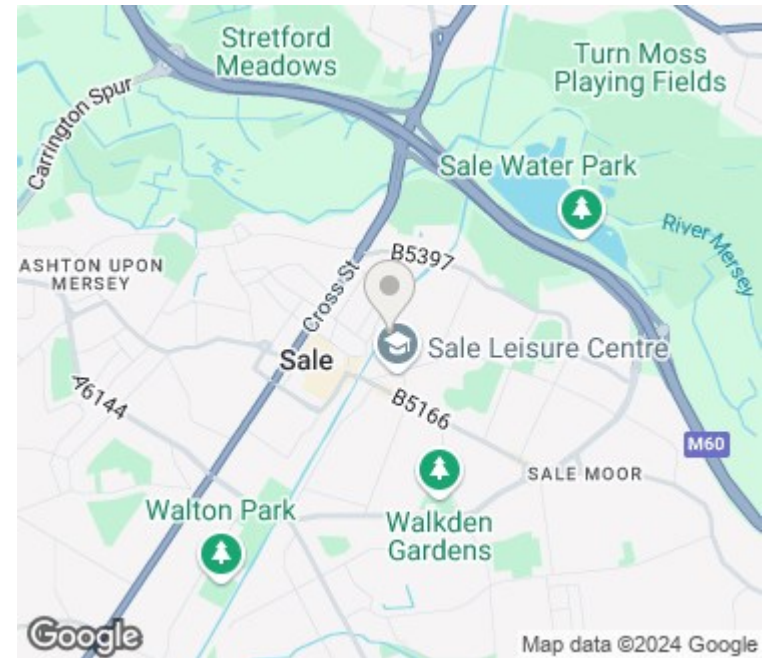 Stretford
Meadows
Turn Moss
Playing Fields
Carrington Spur
Sale Water Park
River Mersey
B5397
ASHTON UPON
MERSEY
Cross St
Sale Leisure Centre
Sale
A6144
B5166
M60
SALE MOOR
Walton Park
Walkden
Gardens
Google
Map data ©2024 Google